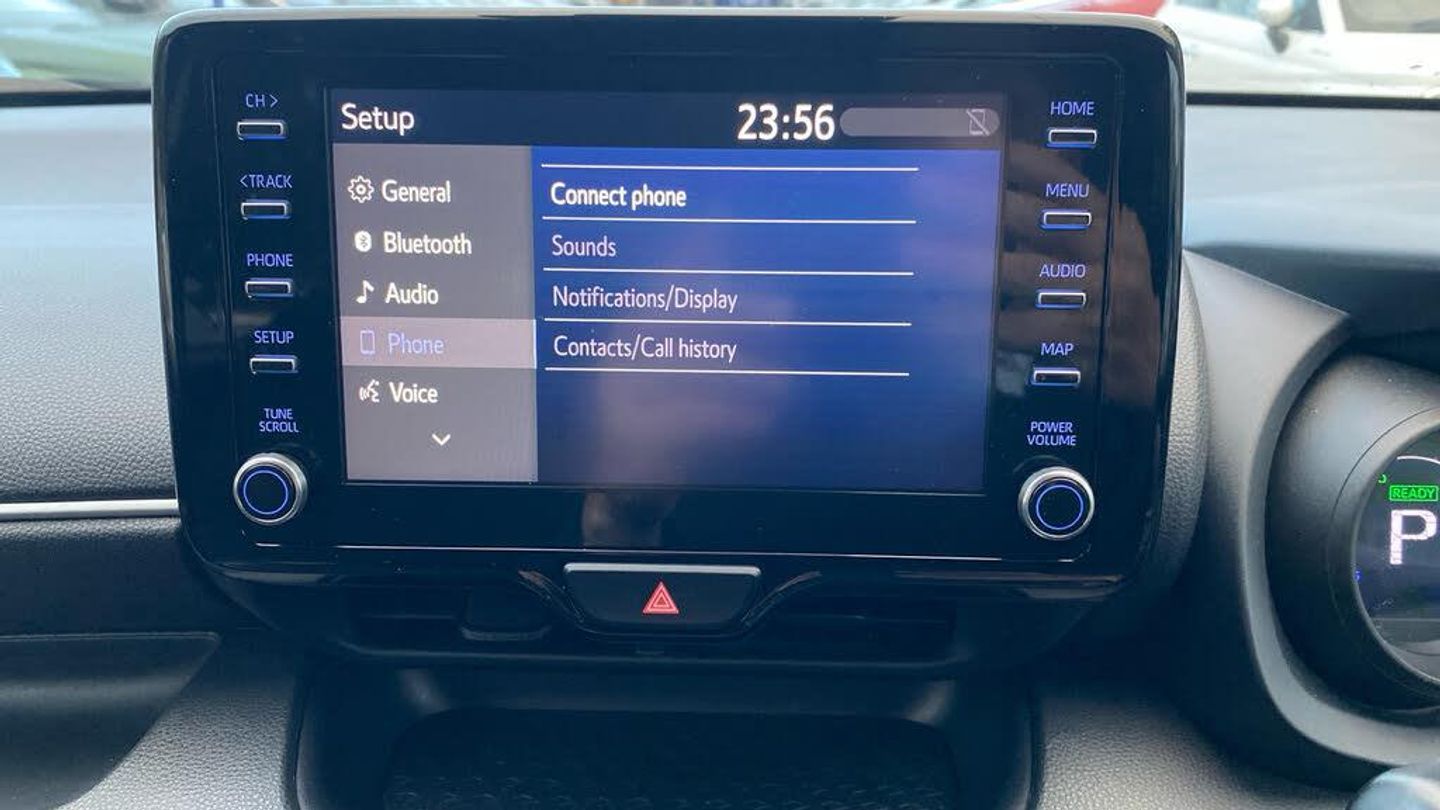 Setup
23:56
General
Bluetooth
Audio
Phone
Voice
Connect phone
Sounds
Notifications/Display
Contacts/Call history
CH >
<TRACK
PHONE
SETUP
TUNE
SCROLL
HOME
MENU
AUDIO
MAP
POWER
VOLUME
READY
P